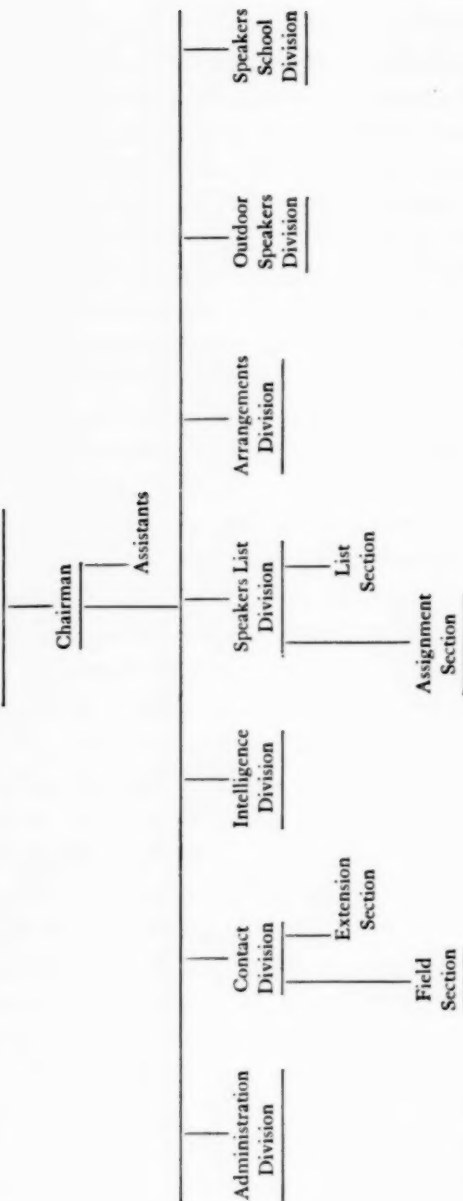 Chairman
Assistants
Administration
Division
Contact
Division
Intelligence
Division
Speakers List
Division
Arrangements
Division
Outdoor
Speakers
Division
Speakers
School
Division
Field
Section
Extension
Section
Assignment
Section
List
Section